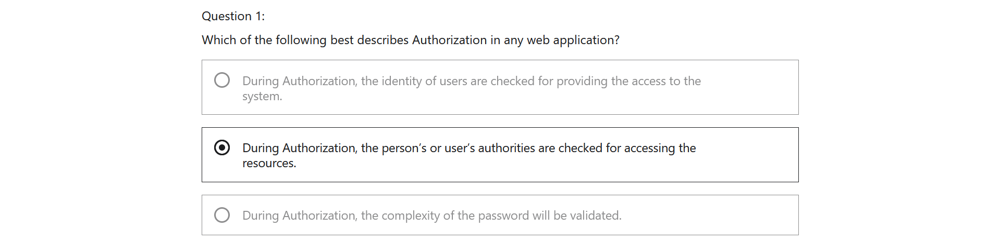 Question 1:
Which of the following best describes Authorization in any web application?
During Authorization, the identity of users are checked for providing the access to the
system.
During Authorization, the person’s or user’s authorities are checked for accessing the
resources.
During Authorization, the complexity of the password will be validated.